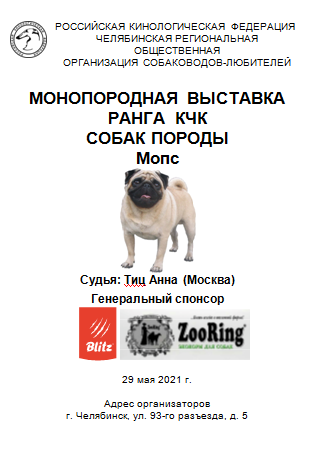 РОССИЙСКАЯ КИНОЛОГИЧЕСКАЯ ФЕДЕРАЦИЯ
ЧЕЛЯБИНСКАЯ РЕГИОНАЛЬНАЯ
ОБЩЕСТВЕННАЯ
ОРГАНИЗАЦИЯ СОБАКОВОДОВ-ЛЮБИТЕЛЕЙ
МОНОПОРОДНАЯ ВЫСТАВКА
РАНГА КЧК
СОБАК ПОРОДЫ
Мопс
Судья: Тиц Анна (Москва)
Генеральный спонсор
Blitz
ZooRing®
29 мая 2021 г.
Адрес организаторов
г. Челябинск, ул. 93-го разъезда, д. 5